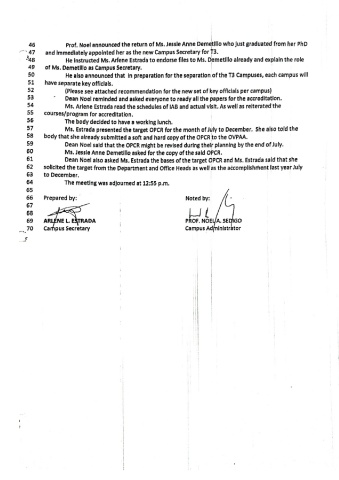 46 Prof. Noel announced the return of Ms. Jessie Anne Demetillo who just graduated from her PhD
47 and immediately appointed her as the new Campus Secretary for T3.
48 He instructed Ms. Arlene Estrada to endorse files to Ms. Demetillo already and explain the role
49 of Ms. Demetillo as Campus Secretary.
50 He also announced that in preparation for the separation of the T3 Campuses, each campus will
51 have separate key officials.
52 (Please see attached recommendation for the new set of key officials per campus)
53 Dean Noel reminded and asked everyone to ready all the papers for the accreditation.
54 Ms. Arlene Estrada read the schedules of IAB and actual visit. As well as reiterated the
55 courses/program for accreditation.
56 The body decided to have a working lunch.
57 Ms. Estrada presented the target OPCR for the month of July to December. She also told the
58 body that she already submitted a soft and hard copy of the OPCR to the OVPAA.
59 Dean Noel said that the OPCR might be revised during their planning by the end of July.
60 Ms. Jessie Anne Demetillo asked for the copy of the said OPCR.
61 Dean Noel also asked Ms. Estrada the bases of the target OPCR and Ms. Estrada said that she
62 solicited the target from the Department and Office Heads as well as the accomplishment last year July
63 to December.
64 The meeting was adjourned at 12:55 p.m.
65
66 Prepared by: Noted by:
67
68
69 ARLENE L. ESTRADA PROF. NOEL A. SEDIGO
70 Campus Secretary Campus Administrator